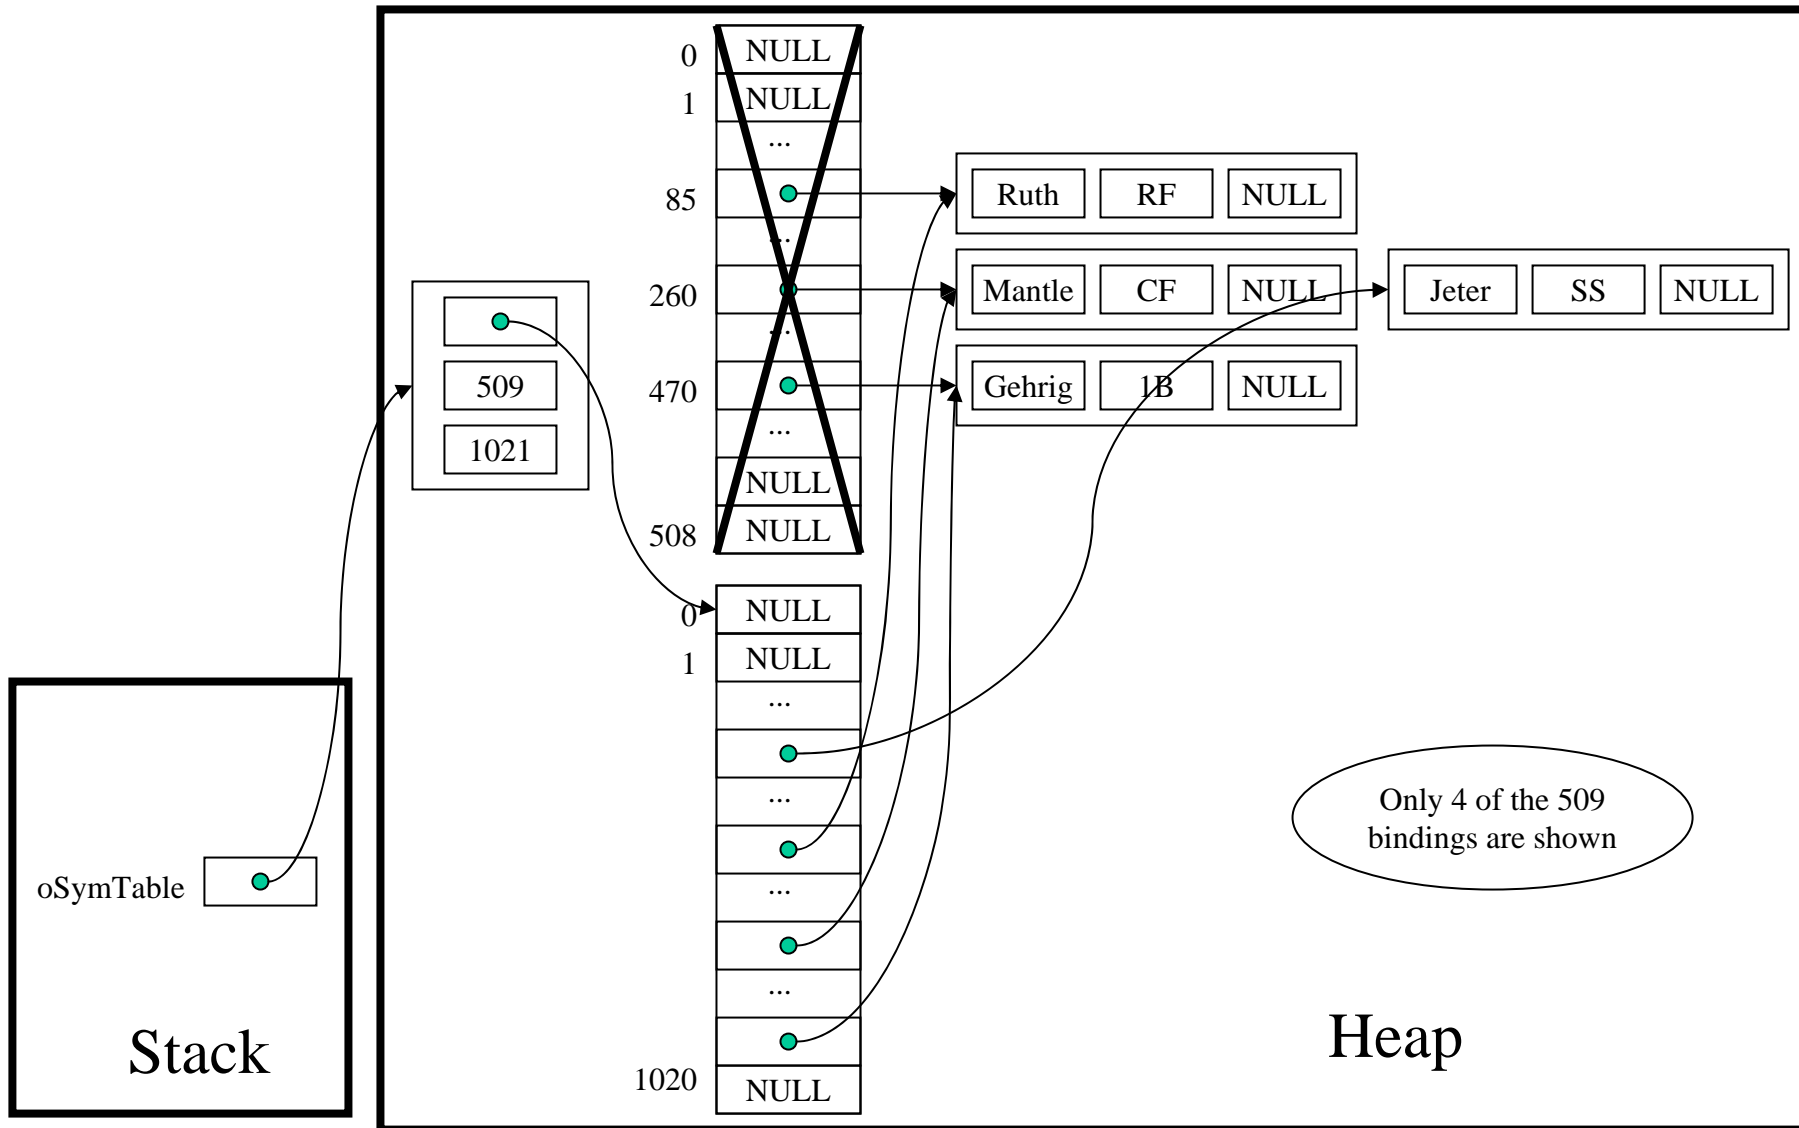 0 NULL
1 NULL
...
85
Ruth RF NULL
...
260
Mantle CF NULL
Jeter SS NULL
...
470
Gehrig 1B NULL
...
NULL
508 NULL
509
1021
0 NULL
1 NULL
...
...
...
...
1020 NULL
Only 4 of the 509
bindings are shown
oSymTable
Stack
Heap